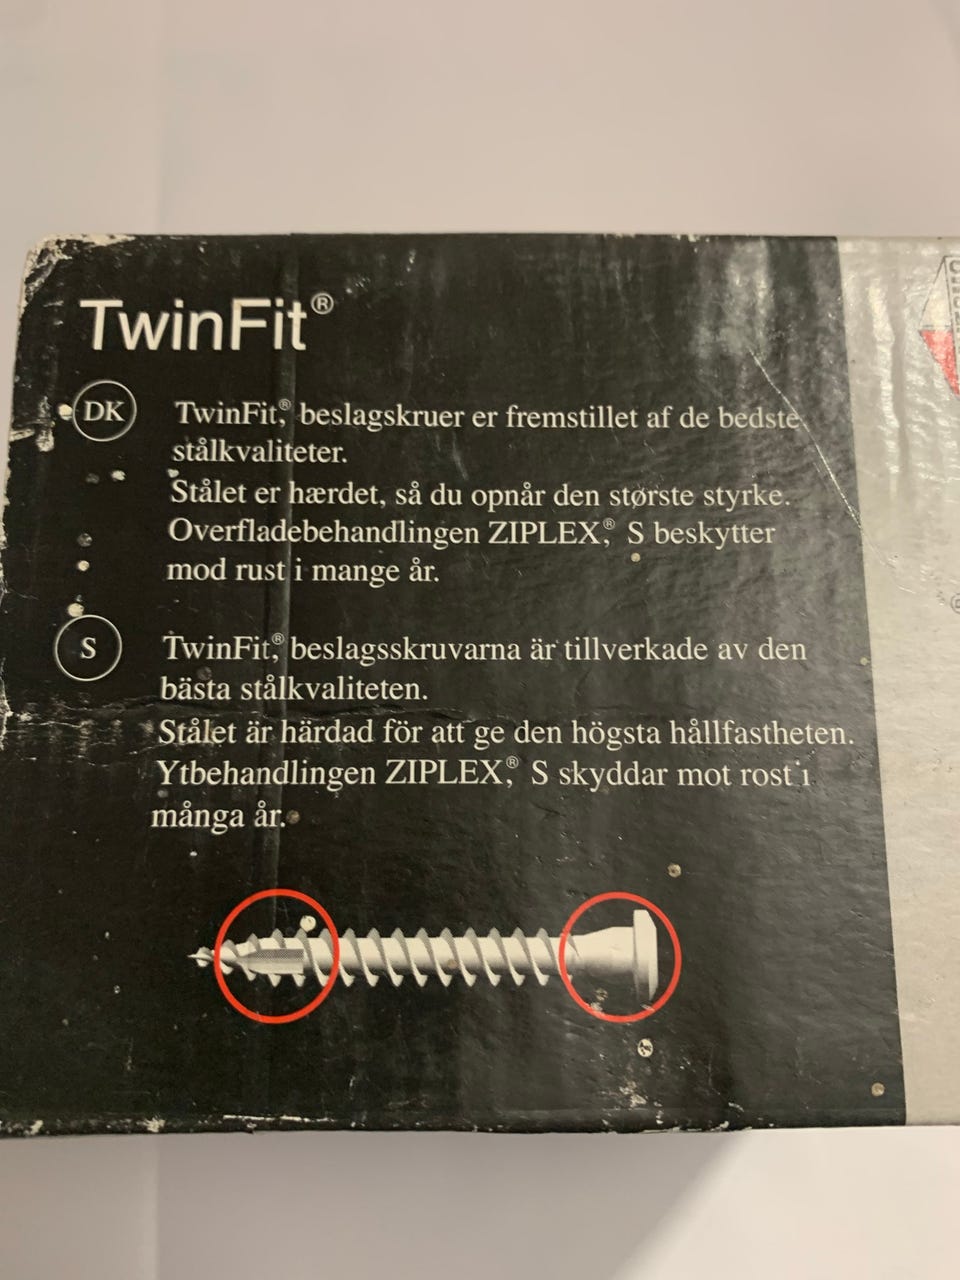 TwinFit®
DK
TwinFit®, beslagskruer er fremstillet af de bedste
stålkvaliteter.
Stålet er hærdet, så du opnår den største styrke.
Overfladebehandlingen ZIPLEX®, S beskytter
mod rust i mange år.
S
TwinFit®, beslagsskruvarna är tillverkade av den
bästa stålkvaliteten.
Stålet är härdad för att ge den högsta hållfastheten.
Ytbehandlingen ZIPLEX®, S skyddar mot rost i
många år.